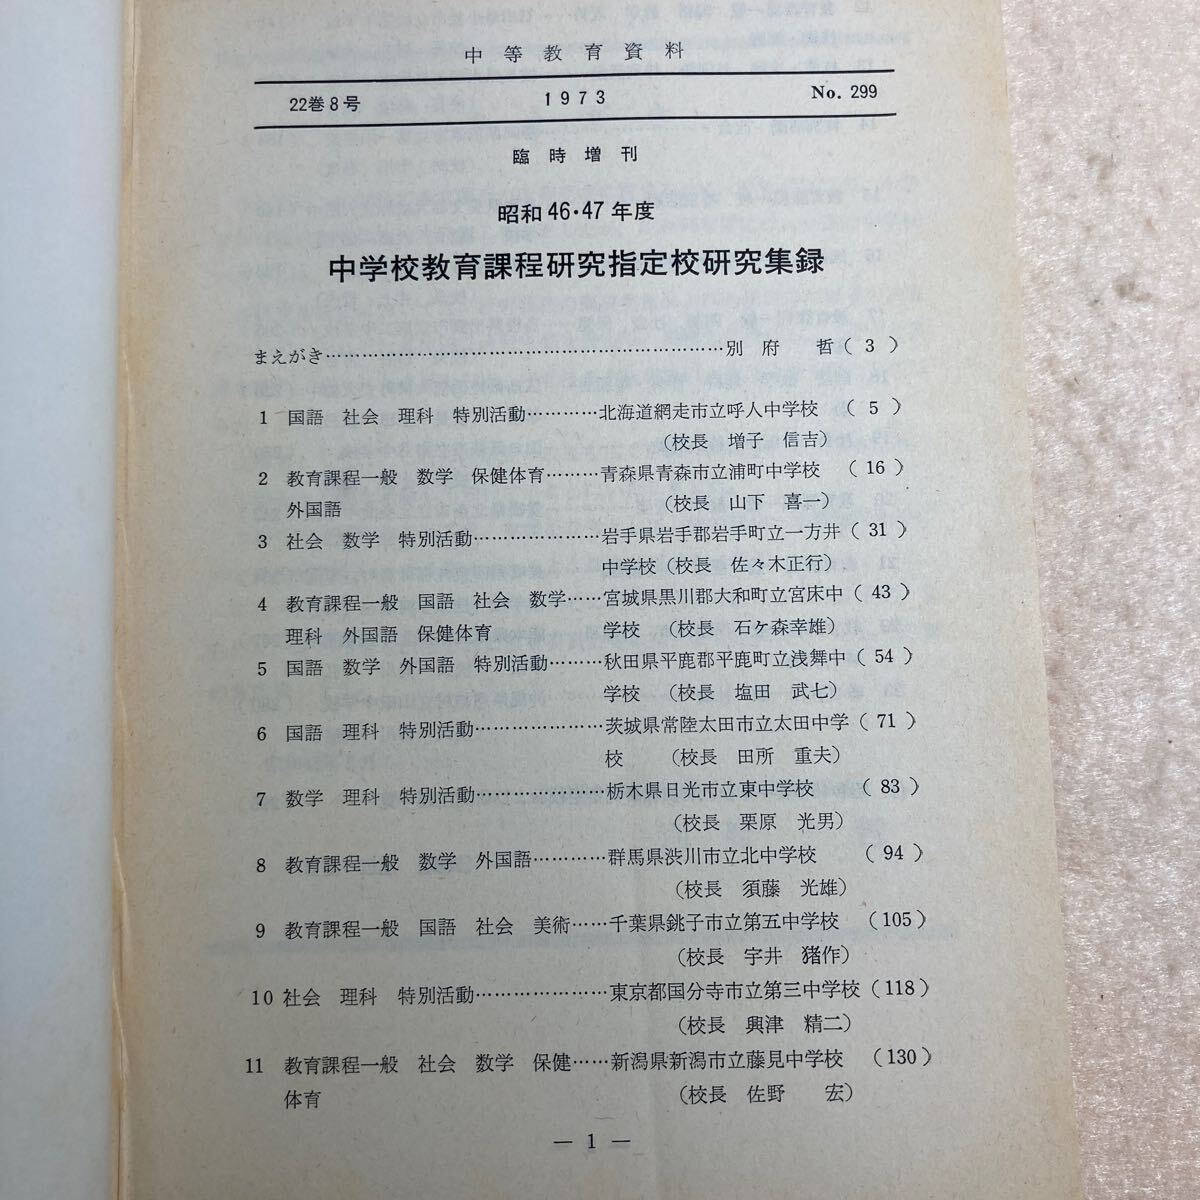 中等教育資料
22巻8号 1973 No. 299
臨時増刊
昭和46・47年度
中学校教育課程研究指定校研究集録
まえがき……………………………………………………………別府　哲（3）
1 国語　社会　理科　特別活動…………北海道網走市立呼人中学校（5）
（校長　増子　信吉）
2 教育課程一般　数学　保健体育………青森県青森市立浦町中学校（16）
外国語　（校長　山下　喜一）
3 社会　数学　特別活動…………………岩手県岩手郡岩手町立一方井（31）
中学校（校長　佐々木正行）
4 教育課程一般　国語　社会　数学……宮城県黒川郡大和町立宮床中（43）
理科　外国語　保健体育　学校　（校長　石ケ森幸雄）
5 国語　数学　外国語　特別活動………秋田県平鹿郡平鹿町立浅舞中（54）
学校　（校長　塩田　武七）
6 国語　理科　特別活動…………………茨城県常陸太田市立太田中学（71）
校　（校長　田所　重夫）
7 数学　理科　特別活動…………………栃木県日光市立東中学校（83）
（校長　栗原　光男）
8 教育課程一般　数学　外国語…………群馬県渋川市立北中学校（94）
（校長　須藤　光雄）
9 教育課程一般　国語　社会　美術……千葉県銚子市立第五中学校（105）
（校長　宇井　猪作）
10 社会　理科　特別活動…………………東京都国分寺市立第三中学校（118）
（校長　興津　精二）
11 教育課程一般　社会　数学　保健……新潟県新潟市立藤見中学校（130）
体育　（校長　佐野　宏）
— 1 —